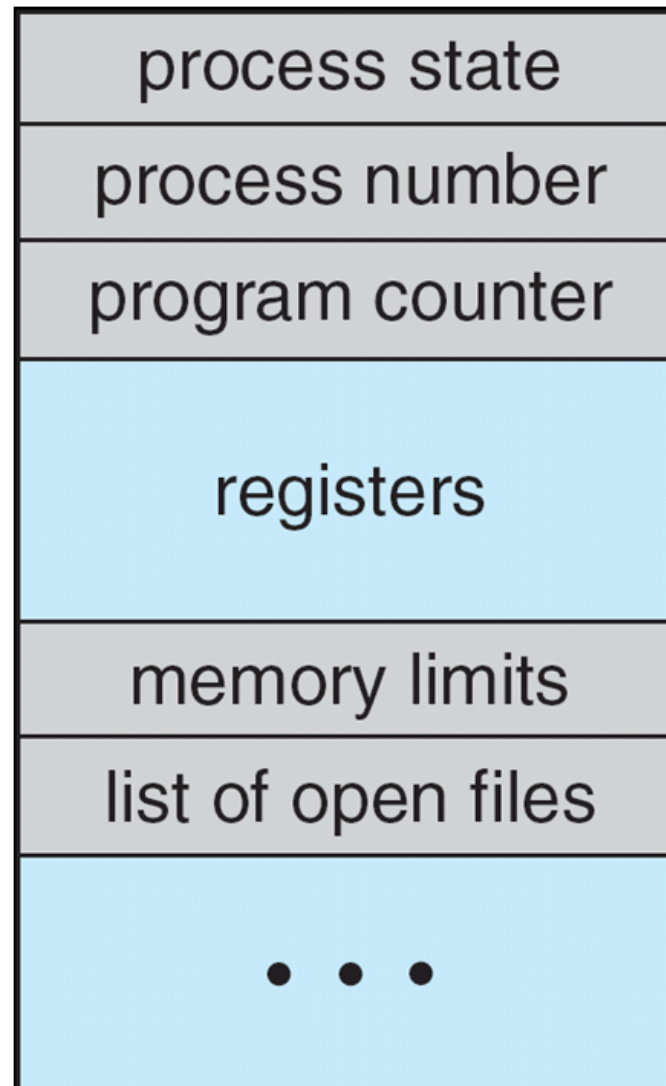 process state
process number
program counter
registers
memory limits
list of open files
• • •